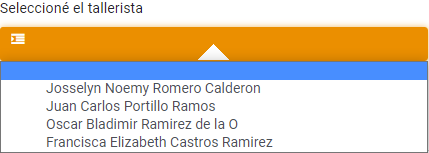 Seleccioné el tallerista
Josselyn Noemy Romero Calderon
Juan Carlos Portillo Ramos
Oscar Bladimir Ramirez de la O
Francisca Elizabeth Castros Ramirez